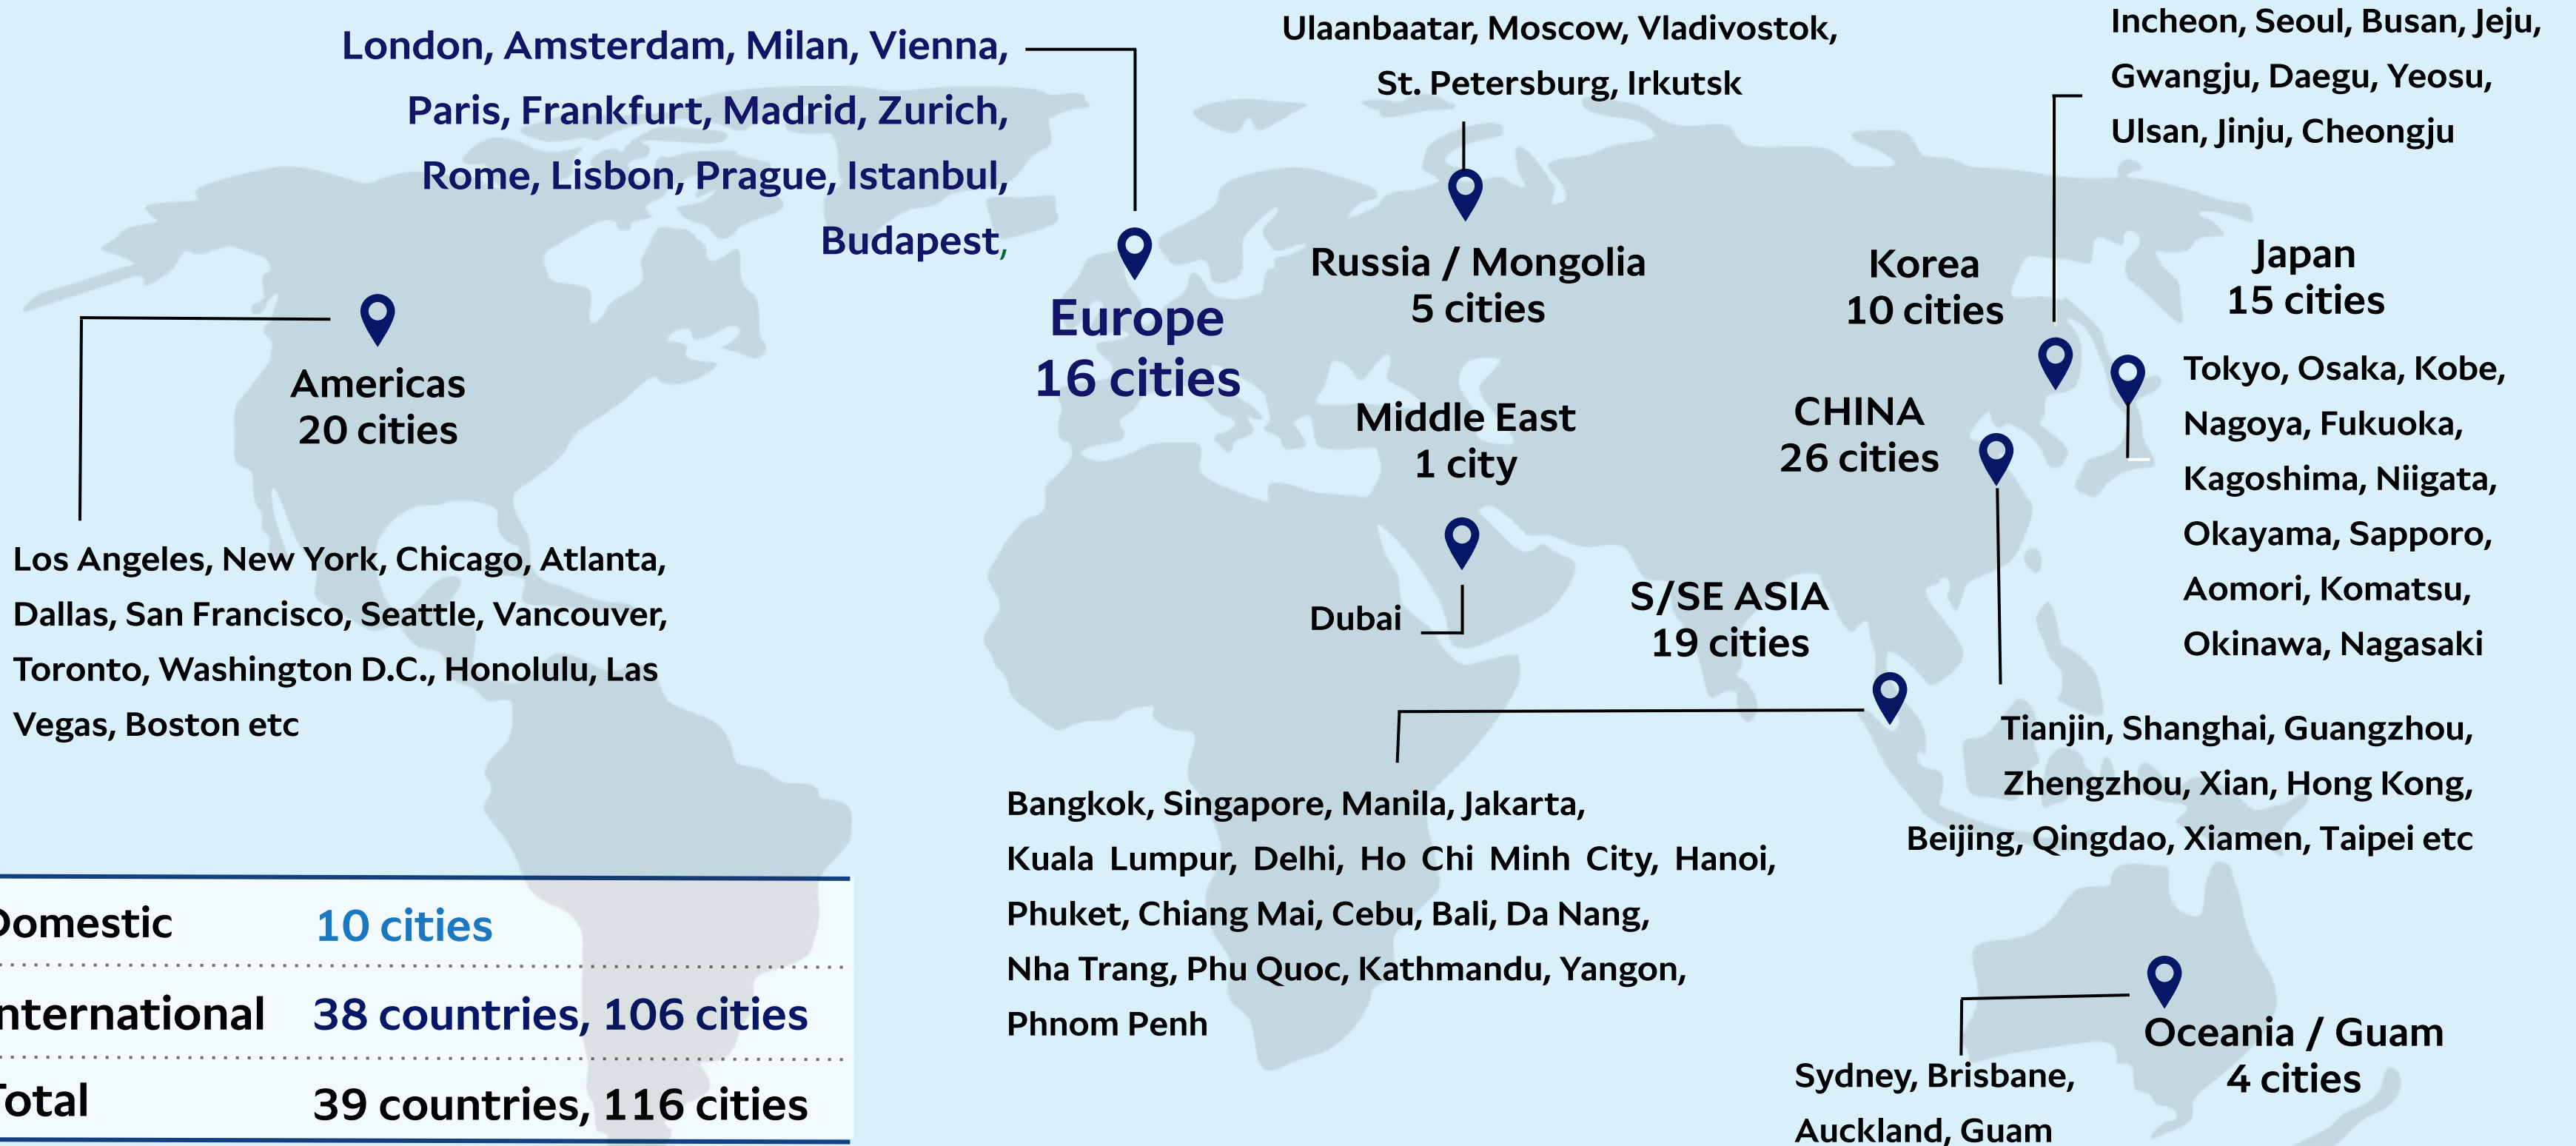 London, Amsterdam, Milan, Vienna,
Paris, Frankfurt, Madrid, Zurich,
Rome, Lisbon, Prague, Istanbul,
Budapest,
Europe
16 cities
Ulaanbaatar, Moscow, Vladivostok,
St. Petersburg, Irkutsk
Russia / Mongolia
5 cities
Incheon, Seoul, Busan, Jeju,
Gwangju, Daegu, Yeosu,
Ulsan, Jinju, Cheongju
Korea
10 cities
Japan
15 cities
Tokyo, Osaka, Kobe,
Nagoya, Fukuoka,
Kagoshima, Niigata,
Okayama, Sapporo,
Aomori, Komatsu,
Okinawa, Nagasaki
Americas
20 cities
Los Angeles, New York, Chicago, Atlanta,
Dallas, San Francisco, Seattle, Vancouver,
Toronto, Washington D.C., Honolulu, Las
Vegas, Boston etc
Middle East
1 city
Dubai
CHINA
26 cities
Tianjin, Shanghai, Guangzhou,
Zhengzhou, Xian, Hong Kong,
Beijing, Qingdao, Xiamen, Taipei etc
S/SE ASIA
19 cities
Bangkok, Singapore, Manila, Jakarta,
Kuala Lumpur, Delhi, Ho Chi Minh City, Hanoi,
Phuket, Chiang Mai, Cebu, Bali, Da Nang,
Nha Trang, Phu Quoc, Kathmandu, Yangon,
Phnom Penh
Oceania / Guam
4 cities
Sydney, Brisbane,
Auckland, Guam
Domestic 10 cities
International 38 countries, 106 cities
Total 39 countries, 116 cities